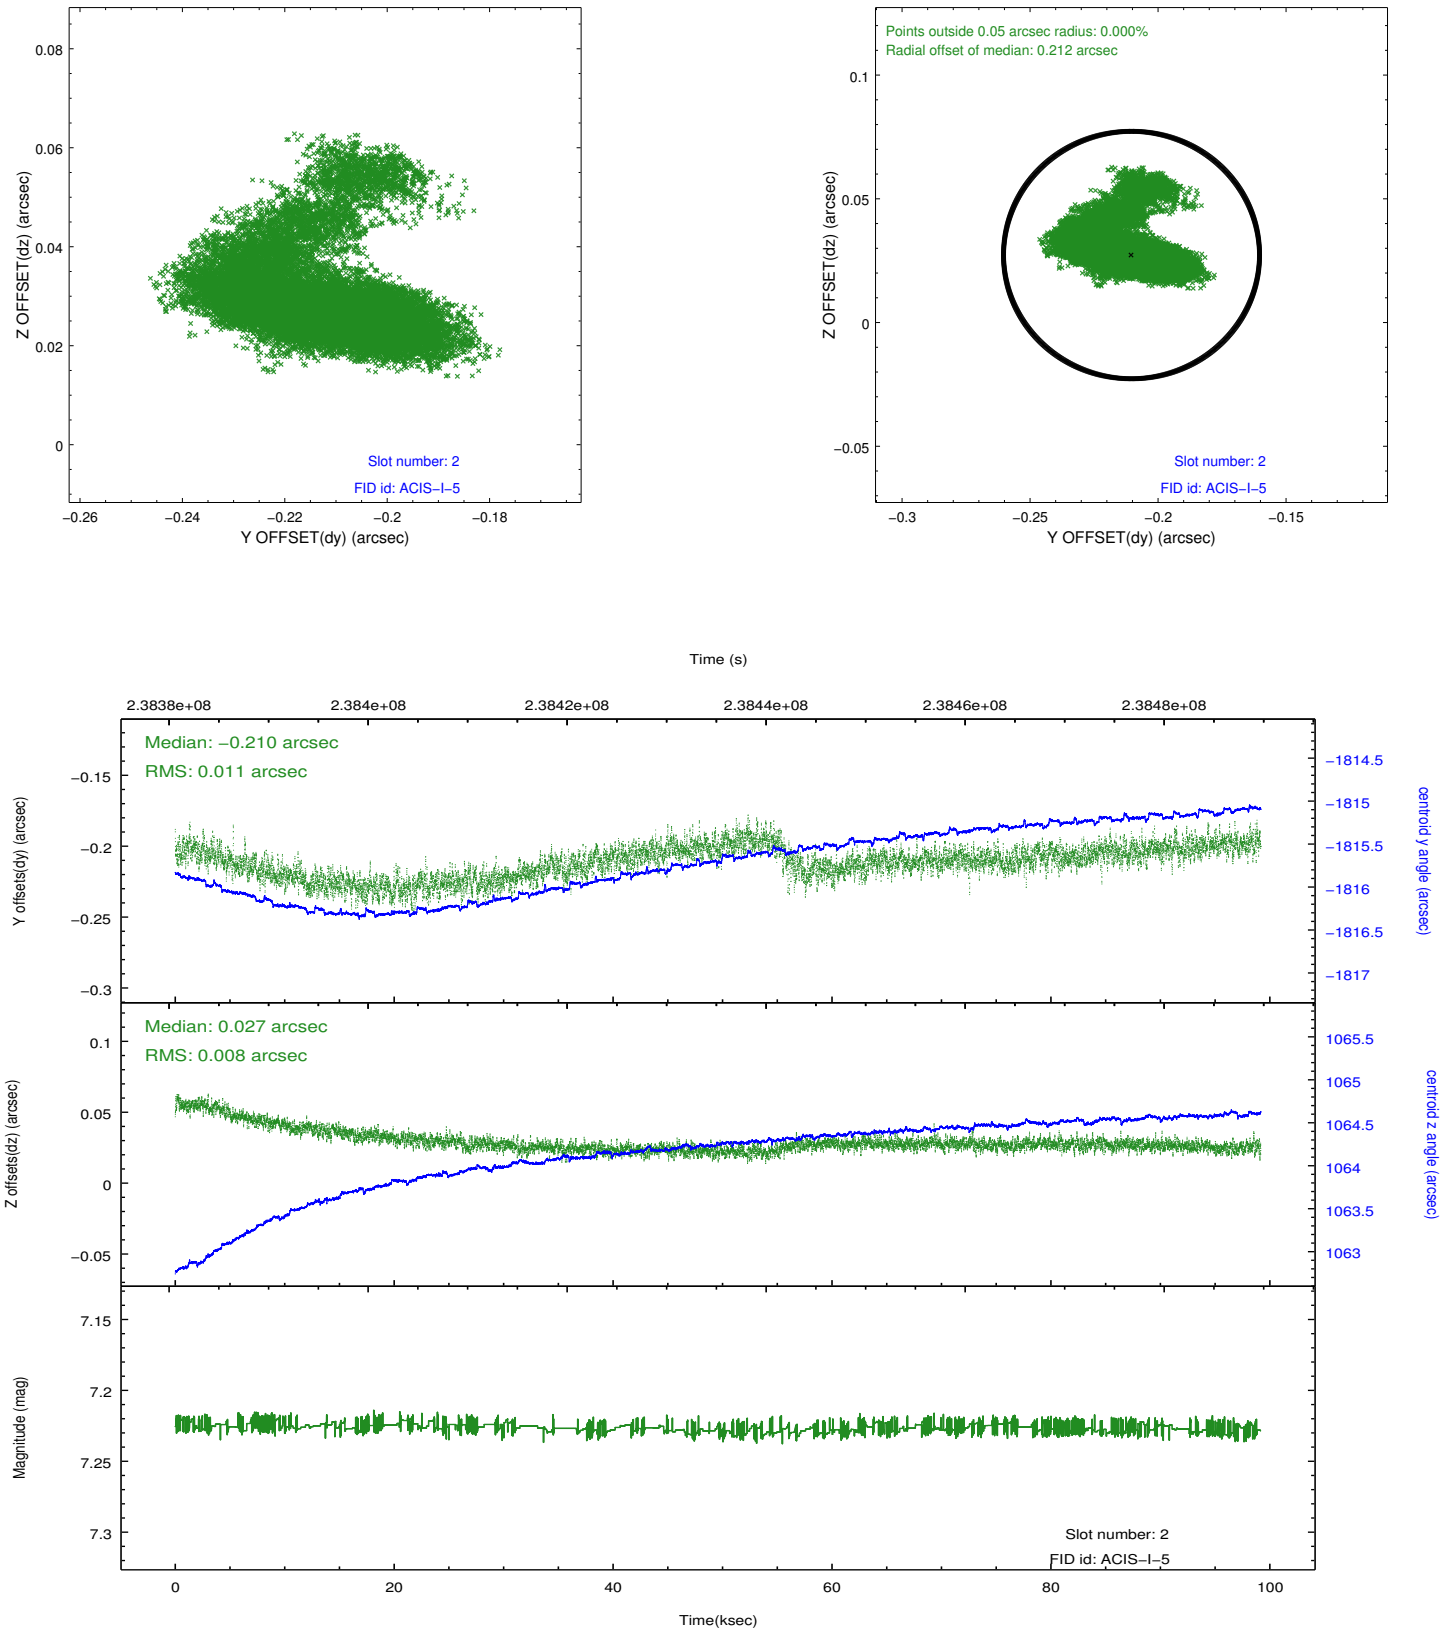 0.08
0.06
0.04
0.02
0
Z OFFSET(dz) (arcsec)
Slot number: 2
FID id: ACIS−I−5
−0.26 −0.24 −0.22 −0.2 −0.18
Y OFFSET(dy) (arcsec)
Points outside 0.05 arcsec radius: 0.000%
Radial offset of median: 0.212 arcsec
0.1
0.05
0
−0.05
Z OFFSET(dz) (arcsec)
Slot number: 2
FID id: ACIS−I−5
−0.3 −0.25 −0.2 −0.15
Y OFFSET(dy) (arcsec)
Time (s)
2.3838e+08 2.384e+08 2.3842e+08 2.3844e+08 2.3846e+08 2.3848e+08
Median: −0.210 arcsec
RMS: 0.011 arcsec
−0.15
−0.2
−0.25
−0.3
Y offsets(dy) (arcsec)
−1814.5
−1815
−1815.5
−1816
−1816.5
−1817
centroid y angle (arcsec)
Median: 0.027 arcsec
RMS: 0.008 arcsec
0.1
0.05
0
−0.05
Z offsets(dz) (arcsec)
1065.5
1065
1064.5
1064
1063.5
1063
centroid z angle (arcsec)
7.15
7.2
7.25
7.3
Magnitude (mag)
Slot number: 2
FID id: ACIS−I−5
0 20 40 60 80 100
Time(ksec)